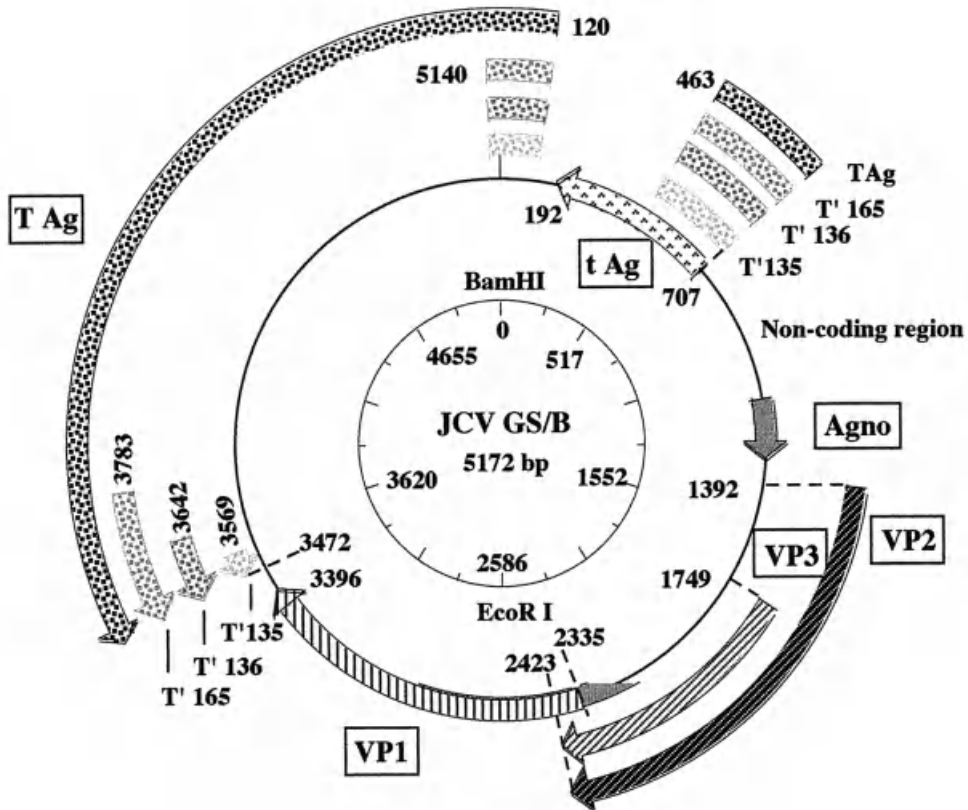 120
5140
463
TAg
T' 165
T' 136
T'135
T Ag
192
t Ag
707
BamHI
0
517
4655
Non-coding region
JCV GS/B
5172 bp
Agno
3620
1552
1392
3783
3642
3569
VP3
VP2
2586
3472
3396
1749
EcoR I
T'135
2335
T' 136
2423
T' 165
VP1